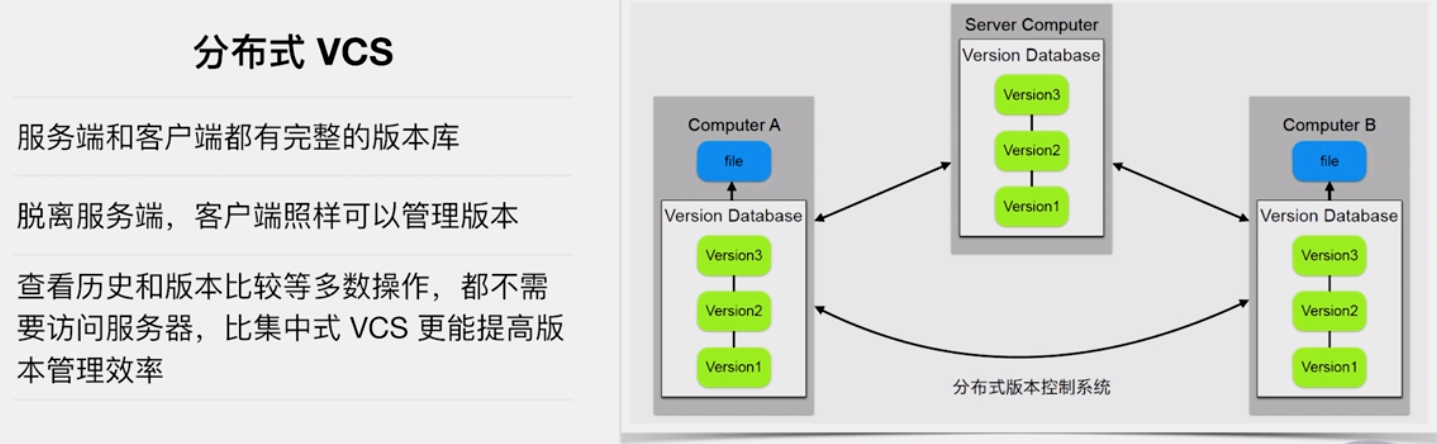 分布式 VCS
服务端和客户端都有完整的版本库
脱离服务端，客户端照样可以管理版本
查看历史和版本比较等多数操作，都不需
要访问服务器，比集中式 VCS 更能提高版
本管理效率
Server Computer
Version Database
Version3
Version2
Version1
Computer A
file
Version Database
Version3
Version2
Version1
Computer B
file
Version Database
Version3
Version2
Version1
分布式版本控制系统